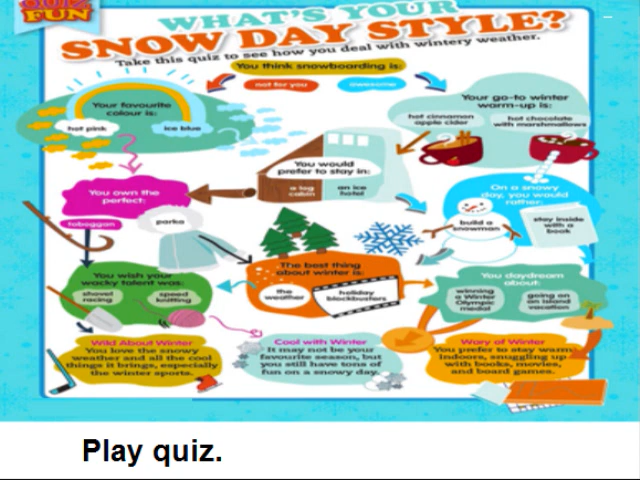 QUIZ
FUN
WHAT'S YOUR
SNOW DAY STYLE?
Take this quiz to see how you deal with wintery weather.
You think snowboarding is:
not for you
awesome
Your favourite
colour is:
hot pink
ice blue
Your go-to winter
warm-up is:
hot cinnamon
apple cider
hot chocolate
with marshmallows
You would
prefer to stay in:
a log
cabin
an ice
hotel
You own the
perfect:
toboggan
parka
On a snowy
day, you would
rather:
build a
snowman
stay inside
with a
book
You wish your
wacky talent was:
shovel
racing
speed
knitting
The best thing
about winter is:
the
weather
holiday
blockbusters
You daydream
about:
winning
a Winter
Olympic
medal
going on
an island
vacation
Wild About Winter
You love the snowy
weather and all the cool
things it brings, especially
the winter sports.
Cool with Winter
It may not be your
favourite season, but
you still have tons of
fun on a snowy day.
Wary of Winter
You prefer to stay warm
indoors, snuggling up
with books, movies,
and board games.
Play quiz.